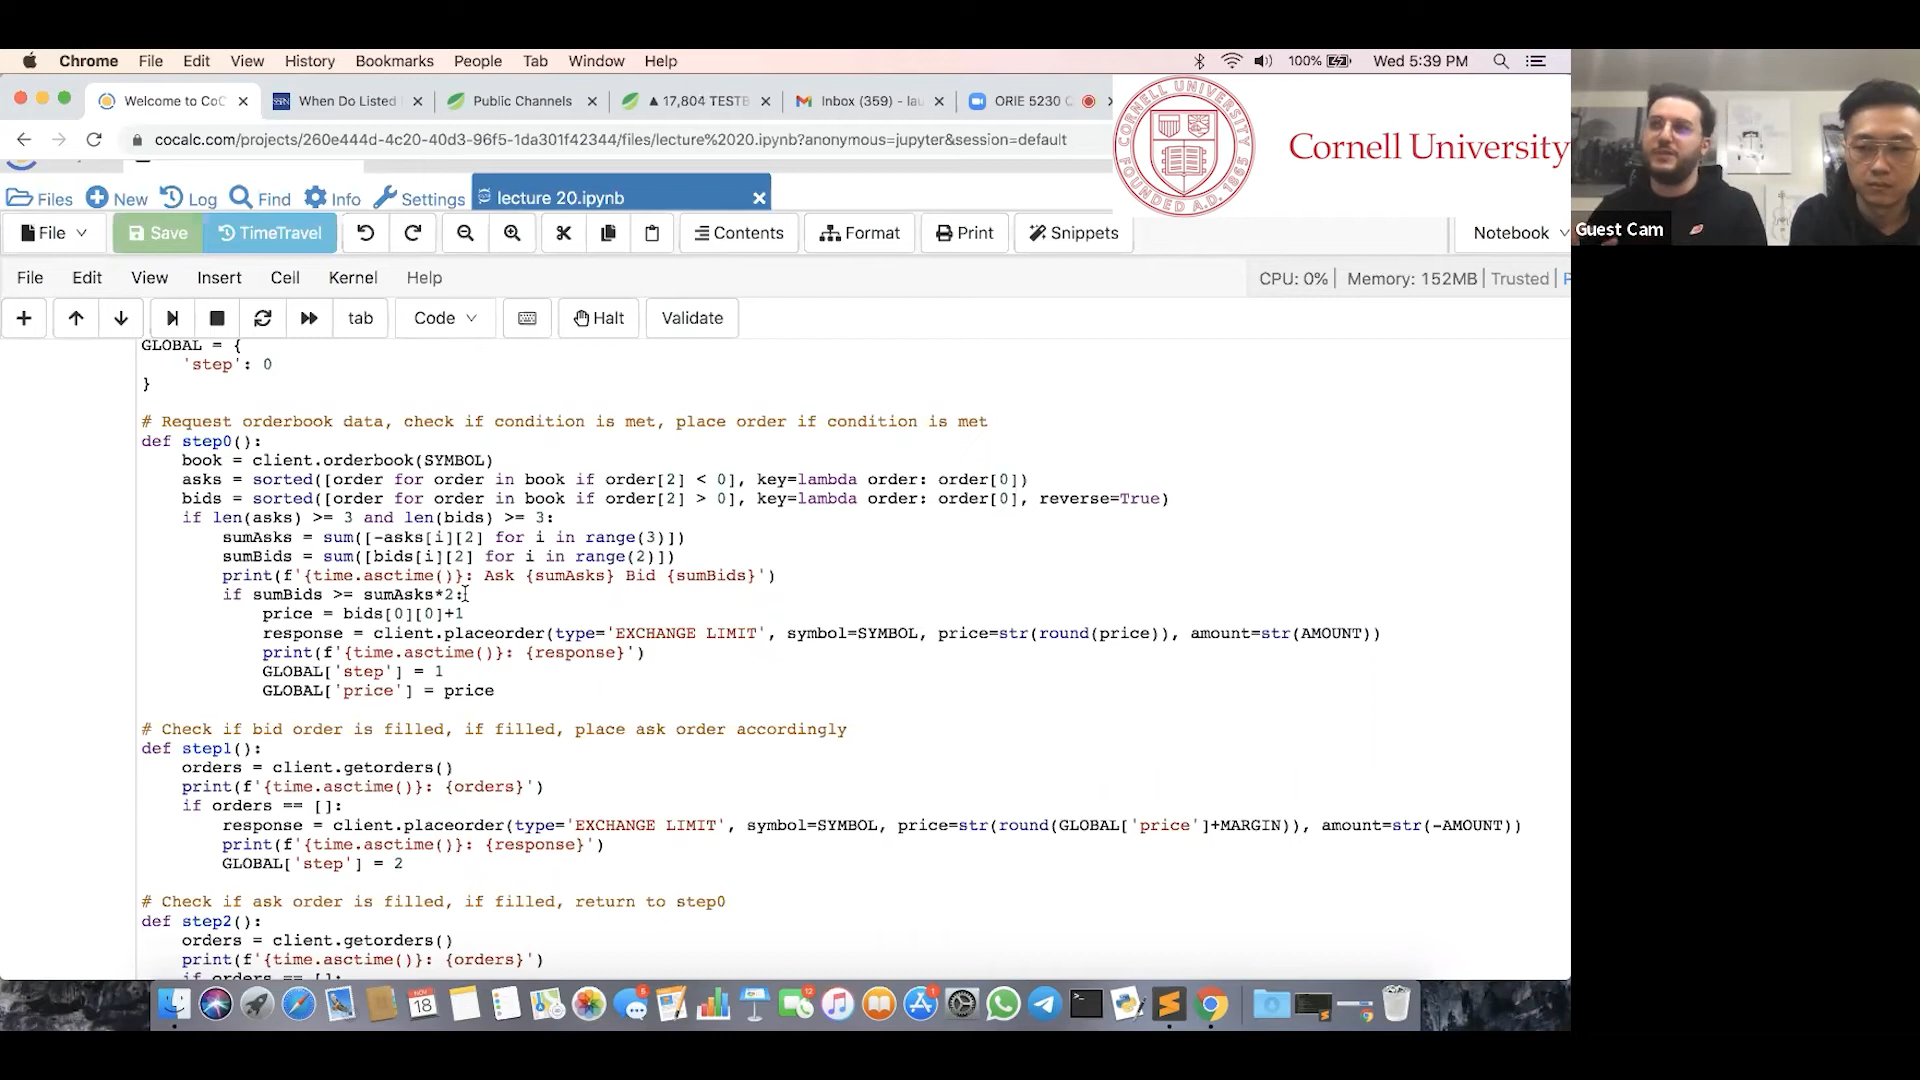 Chrome File Edit View History Bookmarks People Tab Window Help 100% Wed 5:39 PM
Welcome to CoC × When Do Listed × Public Channels × ▲ 17,804 TESTB × Inbox (359) - lau × ORIE 5230 C
cocalc.com/projects/260e444d-4c20-40d3-96f5-1da301f42344/files/lecture%2020.ipynb?anonymous=jupyter&session=default
CORNELL UNIVERSITY FOUNDED A.D. 1865
Cornell University
Files New Log Find Info Settings lecture 20.ipynb ×
File Save TimeTravel Contents Format Print Snippets Notebook
Guest Cam
File Edit View Insert Cell Kernel Help CPU: 0% | Memory: 152MB | Trusted |
tab Code Halt Validate
GLOBAL = {
'step': 0
}
# Request orderbook data, check if condition is met, place order if condition is met
def step0():
book = client.orderbook(SYMBOL)
asks = sorted([order for order in book if order[2] < 0], key=lambda order: order[0])
bids = sorted([order for order in book if order[2] > 0], key=lambda order: order[0], reverse=True)
if len(asks) >= 3 and len(bids) >= 3:
sumAsks = sum([-asks[i][2] for i in range(3)])
sumBids = sum([bids[i][2] for i in range(2)])
print(f'{time.asctime()}: Ask {sumAsks} Bid {sumBids}')
if sumBids >= sumAsks*2:
price = bids[0][0]+1
response = client.placeorder(type='EXCHANGE LIMIT', symbol=SYMBOL, price=str(round(price)), amount=str(AMOUNT))
print(f'{time.asctime()}: {response}')
GLOBAL['step'] = 1
GLOBAL['price'] = price
# Check if bid order is filled, if filled, place ask order accordingly
def step1():
orders = client.getorders()
print(f'{time.asctime()}: {orders}')
if orders == []:
response = client.placeorder(type='EXCHANGE LIMIT', symbol=SYMBOL, price=str(round(GLOBAL['price']+MARGIN)), amount=str(-AMOUNT))
print(f'{time.asctime()}: {response}')
GLOBAL['step'] = 2
# Check if ask order is filled, if filled, return to step0
def step2():
orders = client.getorders()
print(f'{time.asctime()}: {orders}')
if orders == []:
NOV
18